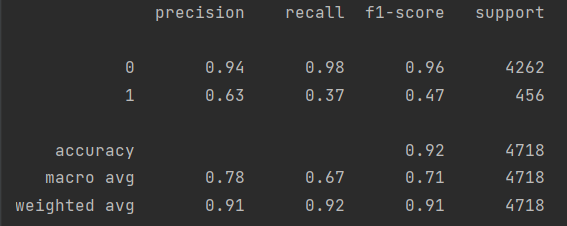 precision recall f1-score support
0 0.94 0.98 0.96 4262
1 0.63 0.37 0.47 456
accuracy 0.92 4718
macro avg 0.78 0.67 0.71 4718
weighted avg 0.91 0.92 0.91 4718